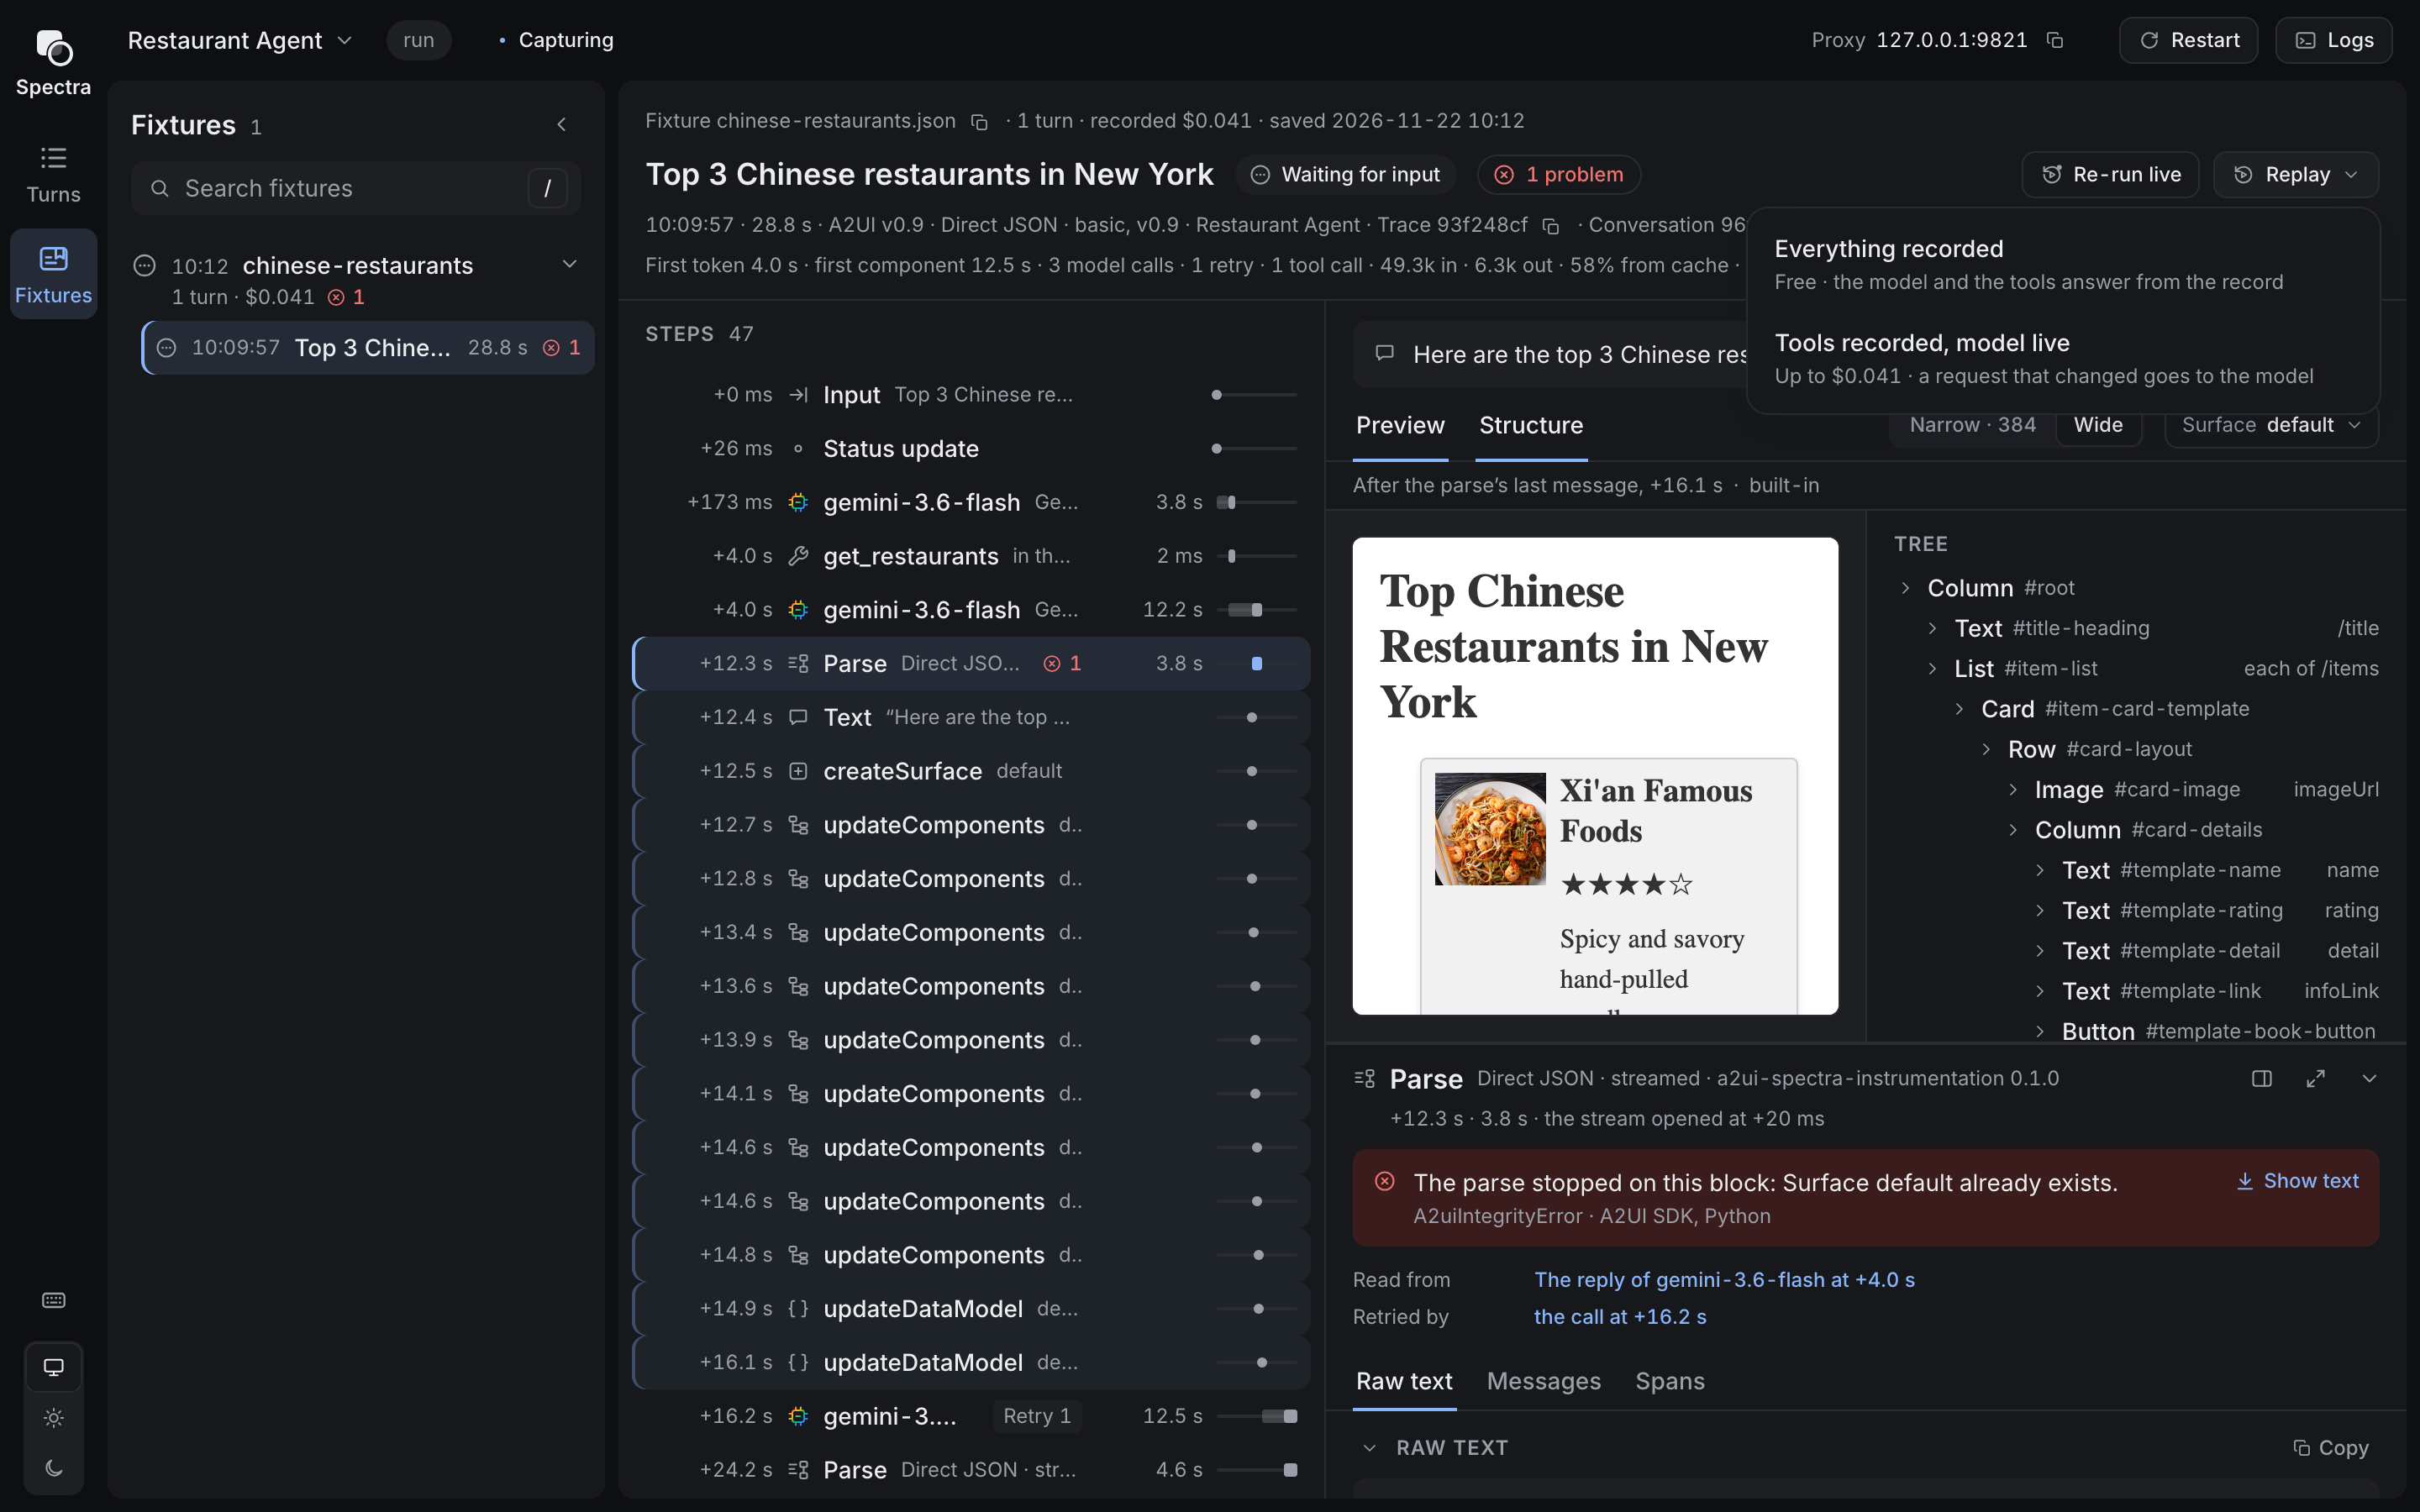 Spectra
Turns
Fixtures
Restaurant Agent
run
Capturing
Proxy 127.0.0.1:9821
Restart
Logs
Fixtures 1
Search fixtures /
10:12 chinese-restaurants
1 turn · $0.041 1
10:09:57 Top 3 Chine... 28.8 s 1
Fixture chinese-restaurants.json · 1 turn · recorded $0.041 · saved 2026-11-22 10:12
Top 3 Chinese restaurants in New York
Waiting for input
1 problem
Re-run live
Replay
10:09:57 · 28.8 s · A2UI v0.9 · Direct JSON · basic, v0.9 · Restaurant Agent · Trace 93f248cf · Conversation 96
First token 4.0 s · first component 12.5 s · 3 model calls · 1 retry · 1 tool call · 49.3k in · 6.3k out · 58% from cache ·
Everything recorded
Free · the model and the tools answer from the record
Tools recorded, model live
Up to $0.041 · a request that changed goes to the model
STEPS 47
+0 ms Input Top 3 Chinese re...
+26 ms Status update
+173 ms gemini-3.6-flash Ge... 3.8 s
+4.0 s get_restaurants in th... 2 ms
+4.0 s gemini-3.6-flash Ge... 12.2 s
+12.3 s Parse Direct JSO... 1 3.8 s
+12.4 s Text “Here are the top ...
+12.5 s createSurface default
+12.7 s updateComponents d..
+12.8 s updateComponents d..
+13.4 s updateComponents d..
+13.6 s updateComponents d..
+13.9 s updateComponents d..
+14.1 s updateComponents d..
+14.6 s updateComponents d..
+14.6 s updateComponents d..
+14.8 s updateComponents d..
+14.9 s {} updateDataModel de...
+16.1 s {} updateDataModel de...
+16.2 s gemini-3.... Retry 1 12.5 s
+24.2 s Parse Direct JSON · str... 4.6 s
Here are the top 3 Chinese res
Preview
Structure
Narrow · 384
Wide
Surface default
After the parse’s last message, +16.1 s · built-in
Top Chinese
Restaurants in New
York
Xi'an Famous
Foods
★★★★☆
Spicy and savory
hand-pulled
TREE
Column #root
Text #title-heading /title
List #item-list each of /items
Card #item-card-template
Row #card-layout
Image #card-image imageUrl
Column #card-details
Text #template-name name
Text #template-rating rating
Text #template-detail detail
Text #template-link infoLink
Button #template-book-button
Parse Direct JSON · streamed · a2ui-spectra-instrumentation 0.1.0
+12.3 s · 3.8 s · the stream opened at +20 ms
The parse stopped on this block: Surface default already exists.
Show text
A2uiIntegrityError · A2UI SDK, Python
Read from The reply of gemini-3.6-flash at +4.0 s
Retried by the call at +16.2 s
Raw text
Messages
Spans
RAW TEXT
Copy